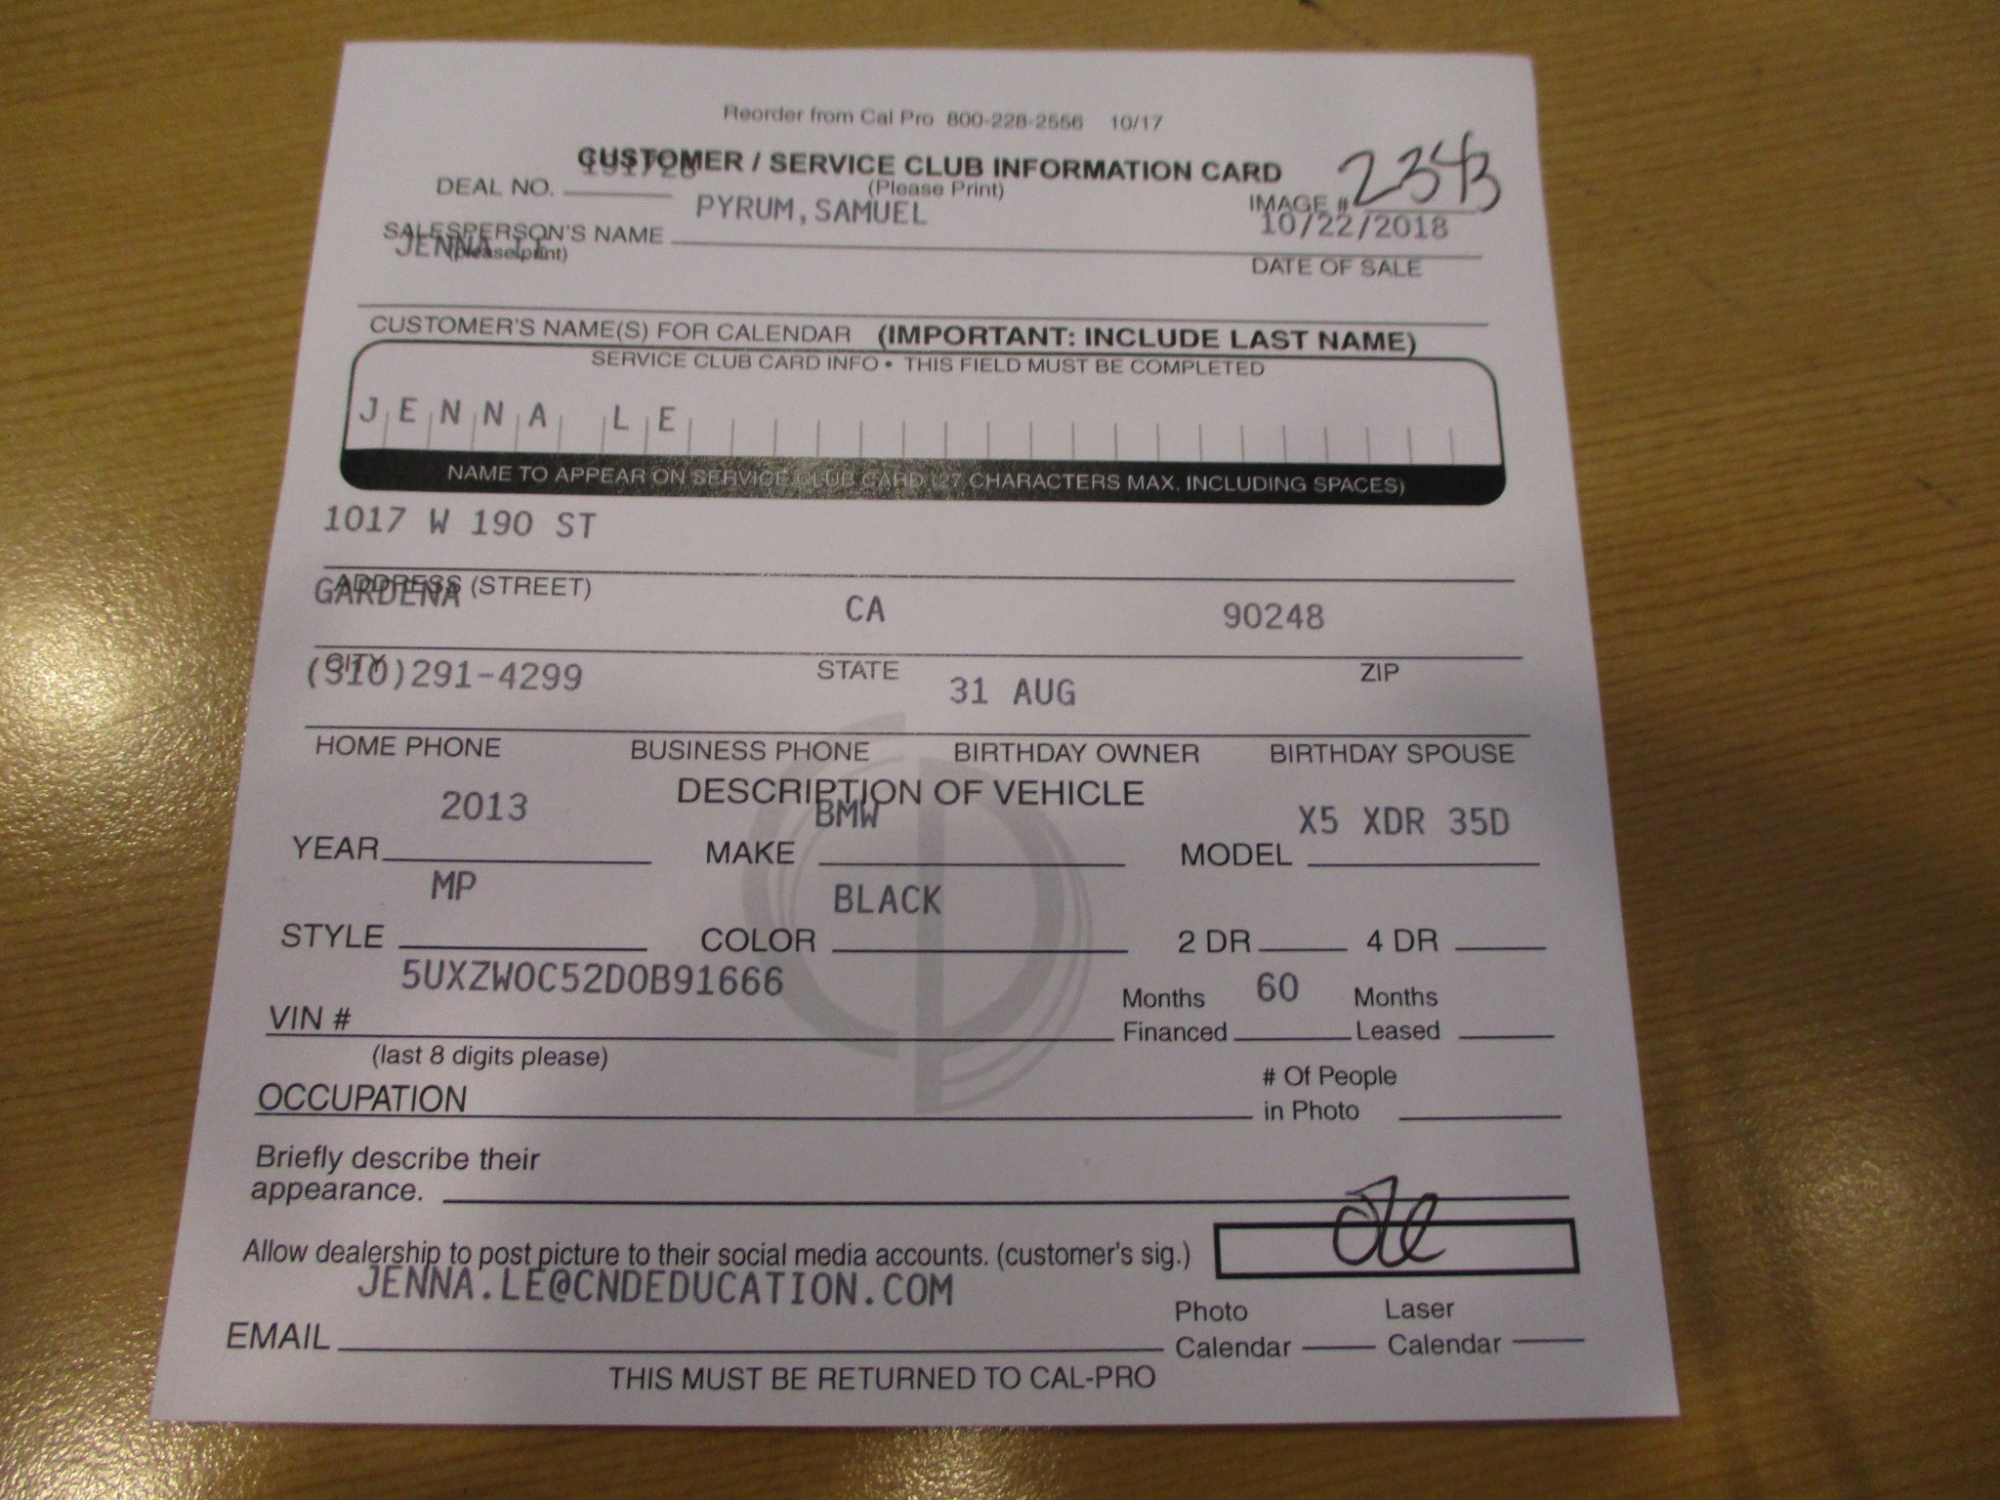 Reorder from Cal Pro 800-228-2556 10/17
CUSTOMER / SERVICE CLUB INFORMATION CARD
(Please Print)
DEAL NO.
IMAGE # 2343
PYRUM, SAMUEL 10/22/2018
SALESPERSON'S NAME
(please print)
DATE OF SALE
JENNA LE
CUSTOMER'S NAME(S) FOR CALENDAR (IMPORTANT: INCLUDE LAST NAME)
SERVICE CLUB CARD INFO • THIS FIELD MUST BE COMPLETED
JENNA LE
NAME TO APPEAR ON SERVICE CLUB CARD (27 CHARACTERS MAX. INCLUDING SPACES)
1017 W 190 ST
ADDRESS (STREET)
GARDENA CA 90248
CITY STATE ZIP
(310)291-4299 31 AUG
HOME PHONE BUSINESS PHONE BIRTHDAY OWNER BIRTHDAY SPOUSE
DESCRIPTION OF VEHICLE
2013 BMW X5 XDR 35D
YEAR MAKE MODEL
MP BLACK
STYLE COLOR 2 DR 4 DR
5UXZW0C52D0B91666
Months 60 Months
VIN # Financed Leased
(last 8 digits please)
# Of People
OCCUPATION in Photo
Briefly describe their
appearance.
Allow dealership to post picture to their social media accounts. (customer's sig.)
JENNA.LE@CNDEDUCATION.COM
Photo Laser
EMAIL Calendar Calendar
THIS MUST BE RETURNED TO CAL-PRO